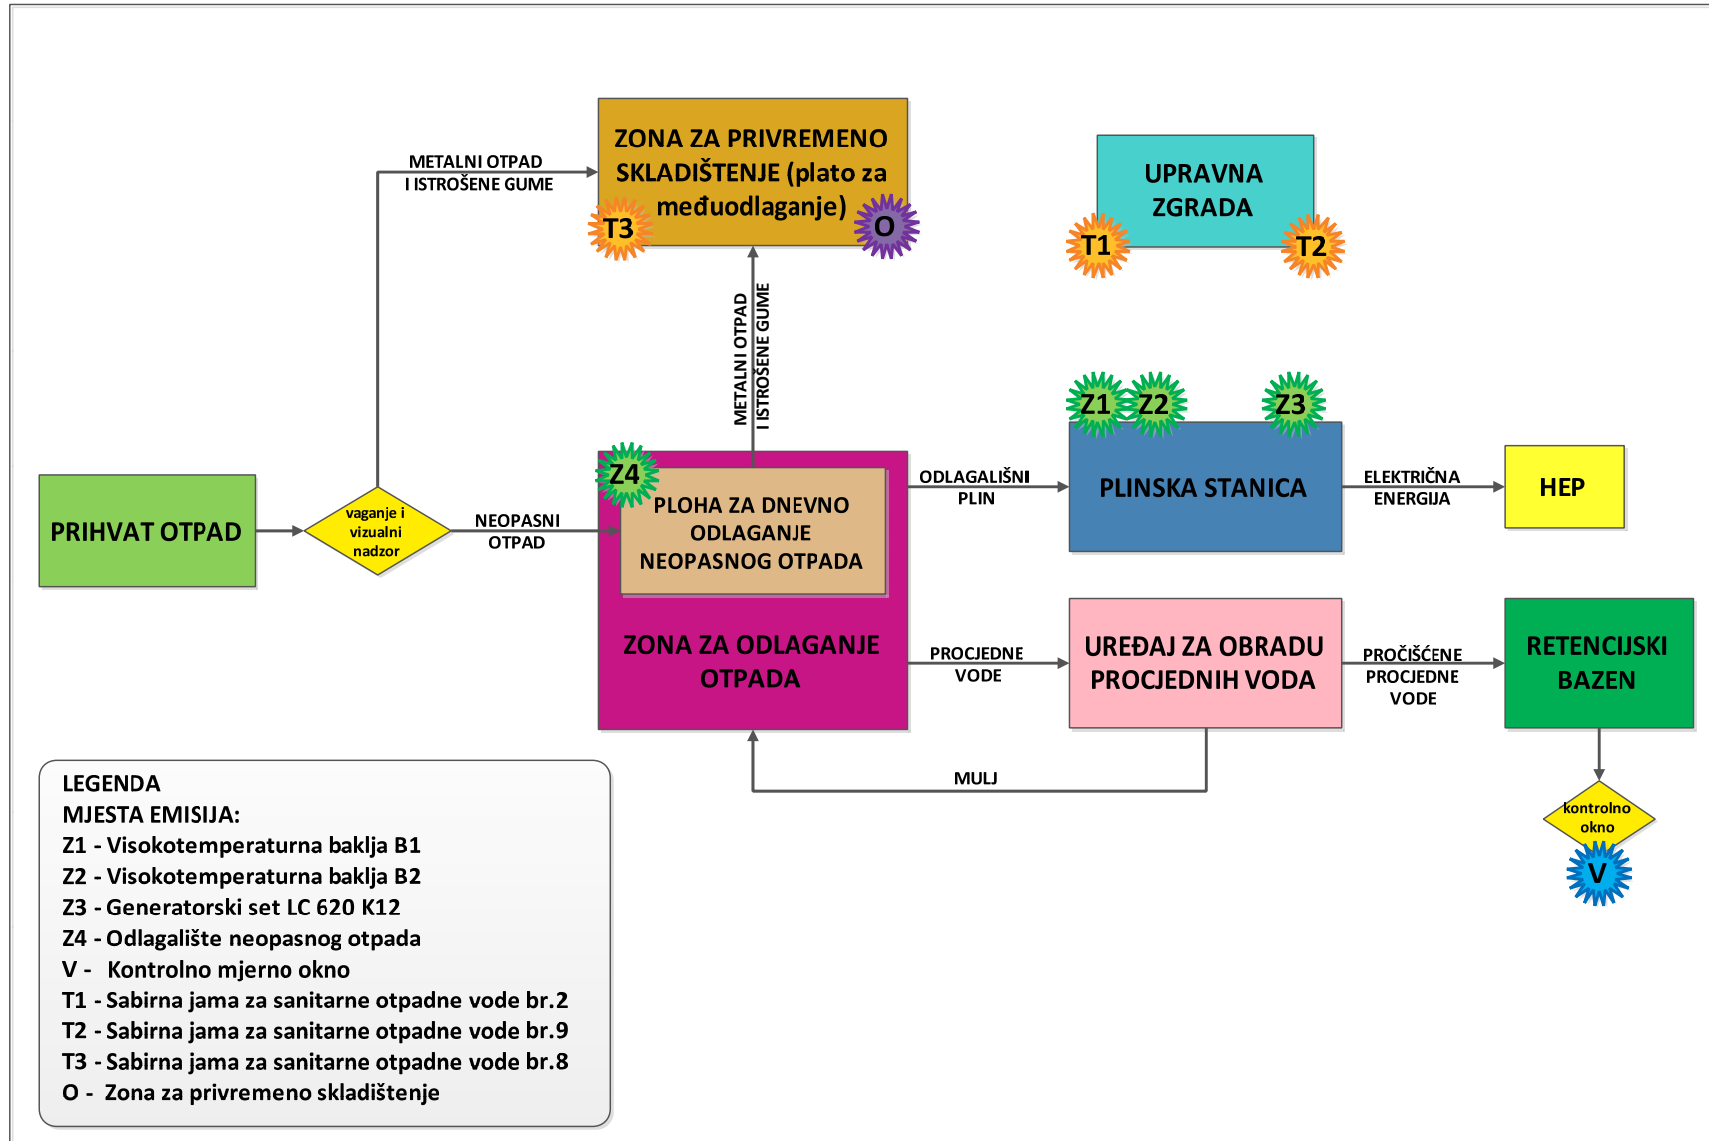 ZONA ZA PRIVREMENO
SKLADIŠTENJE (plato za
međuodlaganje)
T3
O
METALNI OTPAD
I ISTROŠENE GUME
UPRAVNA
ZGRADA
T1
T2
METALNI OTPAD
I ISTROŠENE GUME
Z1
Z2
Z3
PRIHVAT OTPAD
vaganje i
vizualni
nadzor
NEOPASNI
OTPAD
Z4
PLOHA ZA DNEVNO
ODLAGANJE
NEOPASNOG OTPADA
ZONA ZA ODLAGANJE
OTPADA
ODLAGALIŠNI
PLIN
PLINSKA STANICA
ELEKTRIČNA
ENERGIJA
HEP
PROCJEDNE
VODE
UREĐAJ ZA OBRADU
PROCJEDNIH VODA
PROČIŠĆENE
PROCJEDNE
VODE
RETENCIJSKI
BAZEN
MULJ
kontrolno
okno
V
LEGENDA
MJESTA EMISIJA:
Z1 - Visokotemperaturna baklja B1
Z2 - Visokotemperaturna baklja B2
Z3 - Generatorski set LC 620 K12
Z4 - Odlagalište neopasnog otpada
V - Kontrolno mjerno okno
T1 - Sabirna jama za sanitarne otpadne vode br.2
T2 - Sabirna jama za sanitarne otpadne vode br.9
T3 - Sabirna jama za sanitarne otpadne vode br.8
O - Zona za privremeno skladištenje